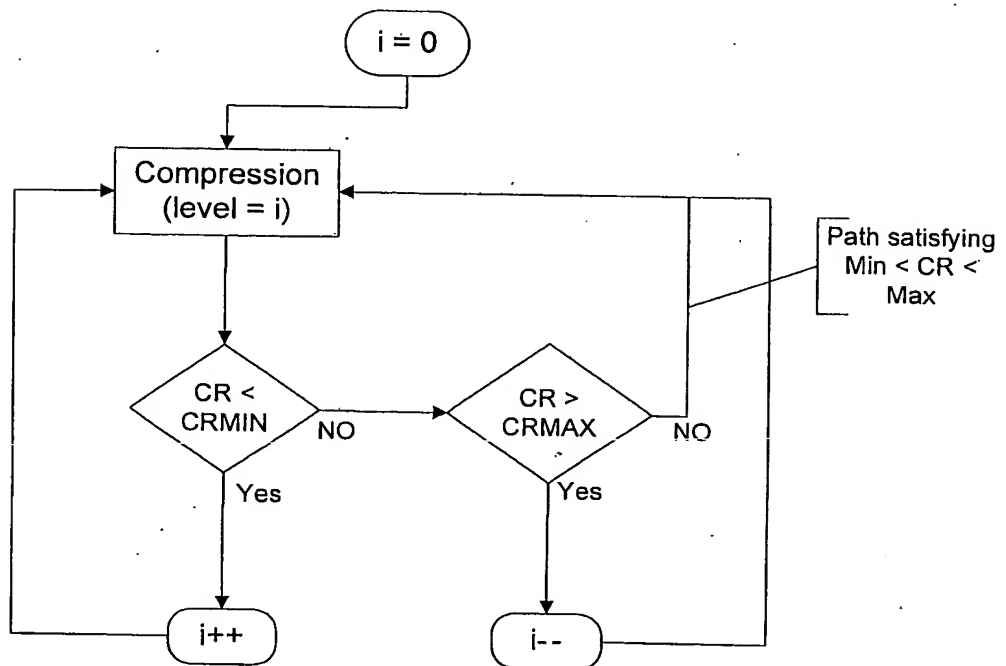 i = 0
Compression
(level = i)
Path satisfying
Min < CR <
Max
CR <
CRMIN
NO
CR >
CRMAX
NO
Yes
Yes
i++
i--